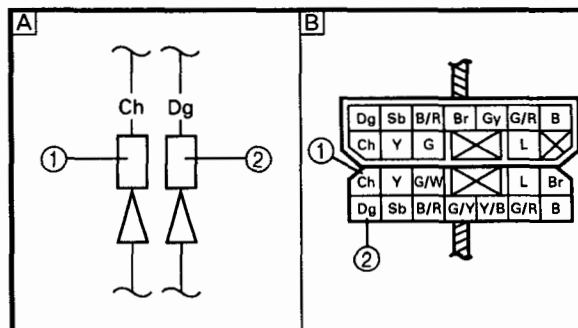 A
Ch Dg
1 2
B
Dg Sb B/R Br Gy G/R B
Ch Y G L
1
Ch Y G/W L Br
Dg Sb B/R G/Y Y/B G/R B
2